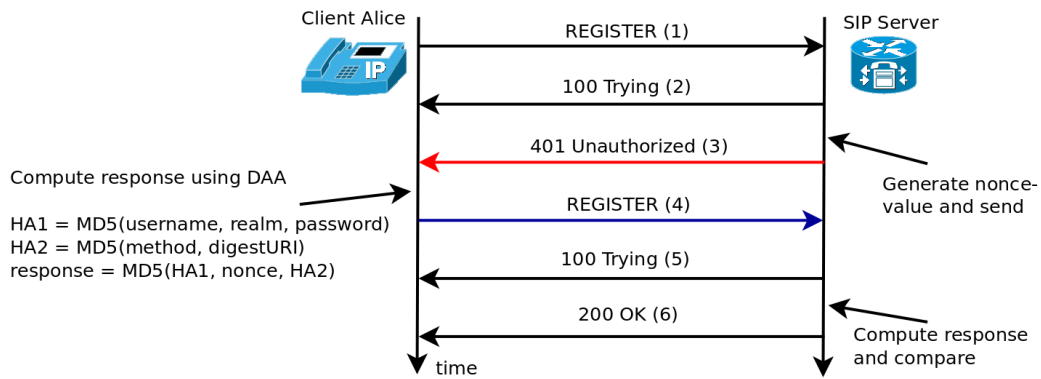 Client Alice
SIP Server
IP
REGISTER (1)
100 Trying (2)
401 Unauthorized (3)
Generate nonce-
value and send
Compute response using DAA
HA1 = MD5(username, realm, password)
HA2 = MD5(method, digestURI)
response = MD5(HA1, nonce, HA2)
REGISTER (4)
100 Trying (5)
200 OK (6)
Compute response
and compare
time